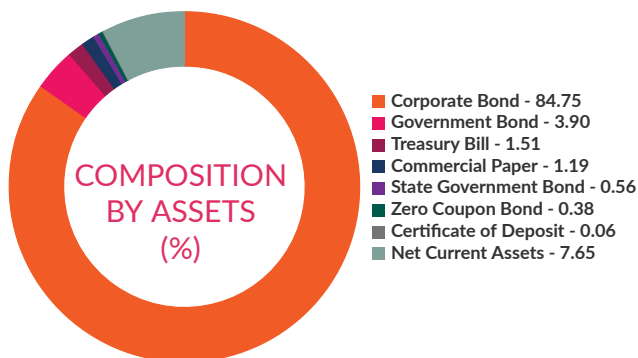 COMPOSITION
BY ASSETS
(%)
Corporate Bond - 84.75
Government Bond - 3.90
Treasury Bill - 1.51
Commercial Paper - 1.19
State Government Bond - 0.56
Zero Coupon Bond - 0.38
Certificate of Deposit - 0.06
Net Current Assets - 7.65